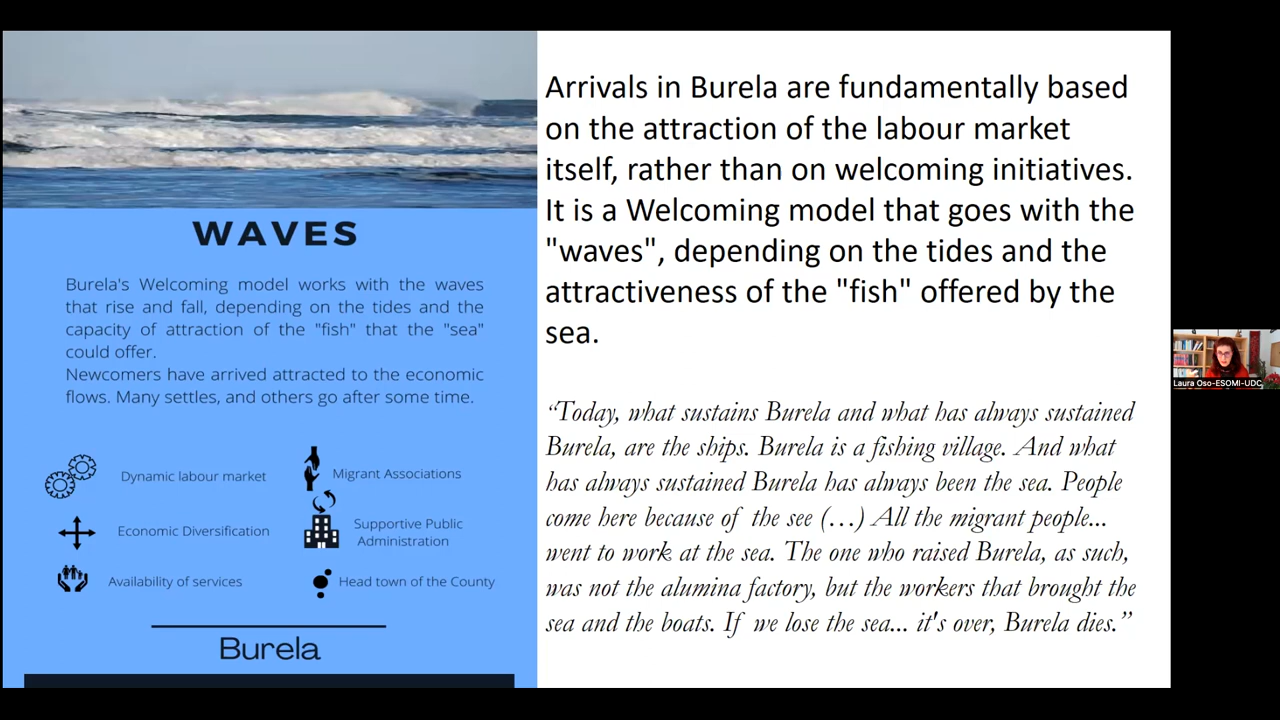 WAVES
Burela's Welcoming model works with the waves
that rise and fall, depending on the tides and the
capacity of attraction of the "fish" that the "sea"
could offer.
Newcomers have arrived attracted to the economic
flows. Many settles, and others go after some time.
Dynamic labour market
Migrant Associations
Economic Diversification
Supportive Public
Administration
Availability of services
Head town of the County
Burela
Arrivals in Burela are fundamentally based
on the attraction of the labour market
itself, rather than on welcoming initiatives.
It is a Welcoming model that goes with the
"waves", depending on the tides and the
attractiveness of the "fish" offered by the
sea.
“Today, what sustains Burela and what has always sustained
Burela, are the ships. Burela is a fishing village. And what
has always sustained Burela has always been the sea. People
come here because of the see (…) All the migrant people...
went to work at the sea. The one who raised Burela, as such,
was not the alumina factory, but the workers that brought the
sea and the boats. If we lose the sea... it's over, Burela dies.”
Laura Oso-ESOMI-UDC